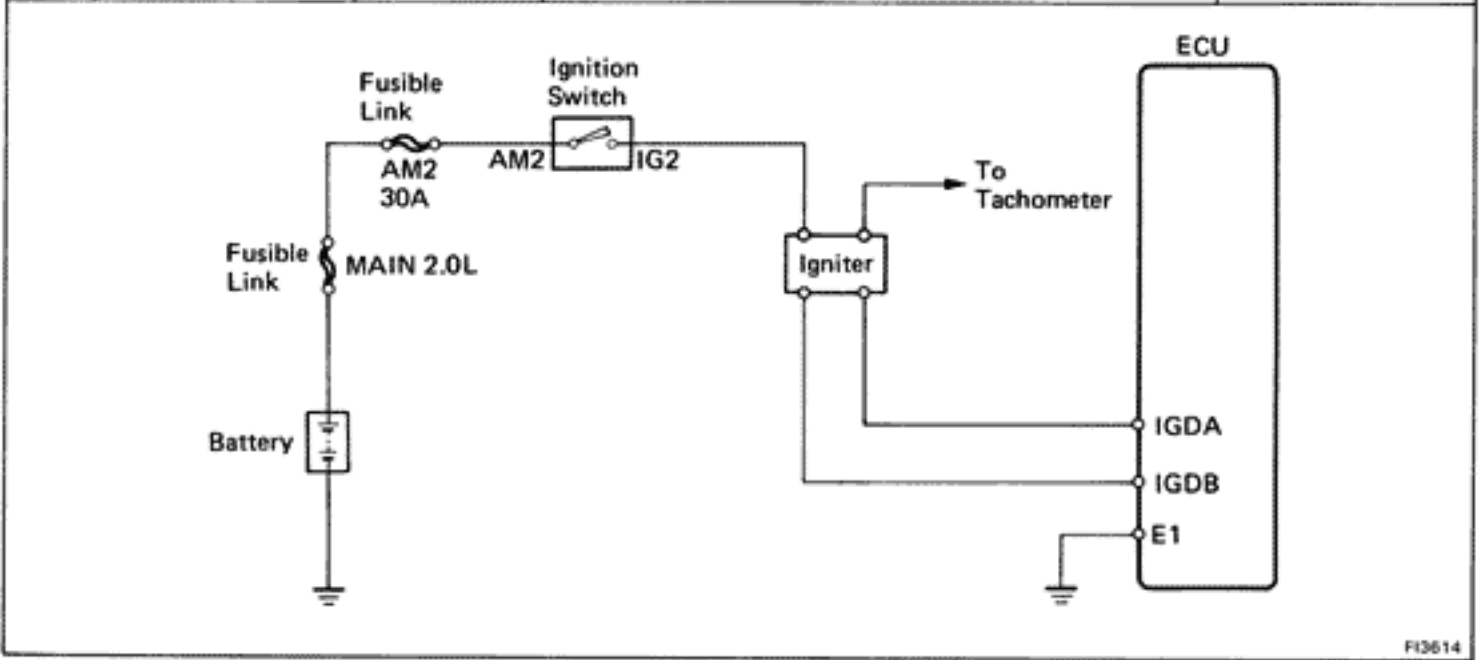 ECU
Ignition
Switch
Fusible
Link
AM2
IG2
AM2
30A
To
Tachometer
Fusible
Link
MAIN 2.0L
Igniter
IGDA
Battery
IGDB
E1
FI3614